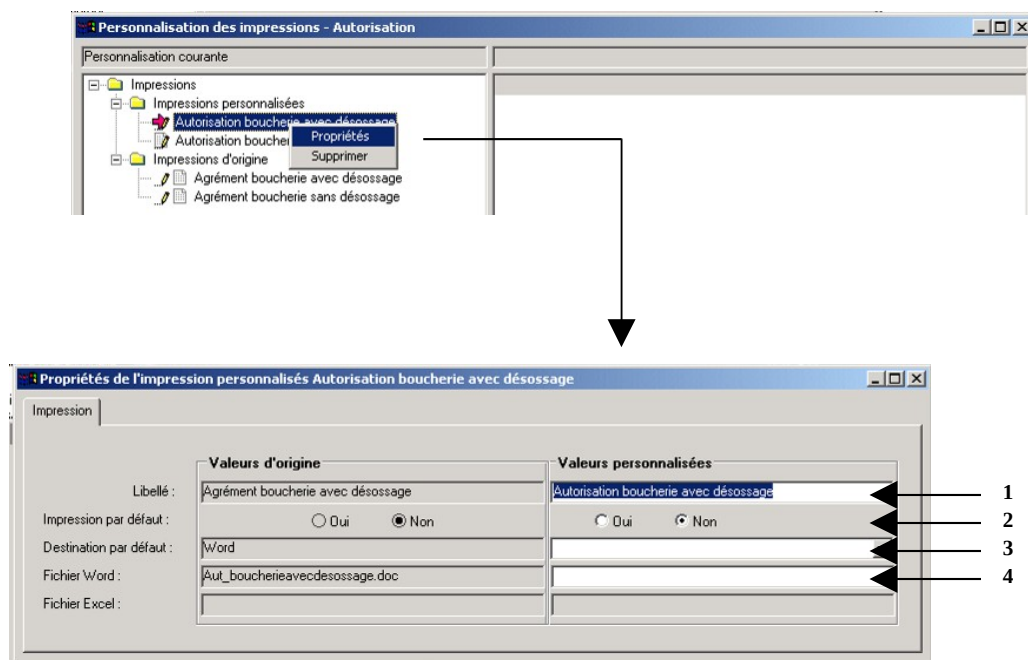 Personnalisation des impressions - Autorisation
Personnalisation courante
Impressions
Impressions personnalisées
Autorisation boucherie avec désossage
Autorisation boucher
Propriétés
Supprimer
Impressions d'origine
Agrément boucherie avec désossage
Agrément boucherie sans désossage
Propriétés de l'impression personnalisés Autorisation boucherie avec désossage
Impression
Valeurs d'origine Valeurs personnalisées
Libellé : Agrément boucherie avec désossage Autorisation boucherie avec désossage 1
Impression par défaut : Oui Non Oui Non 2
Destination par défaut : Word 3
Fichier Word : Aut_boucherieavecdesossage.doc 4
Fichier Excel :